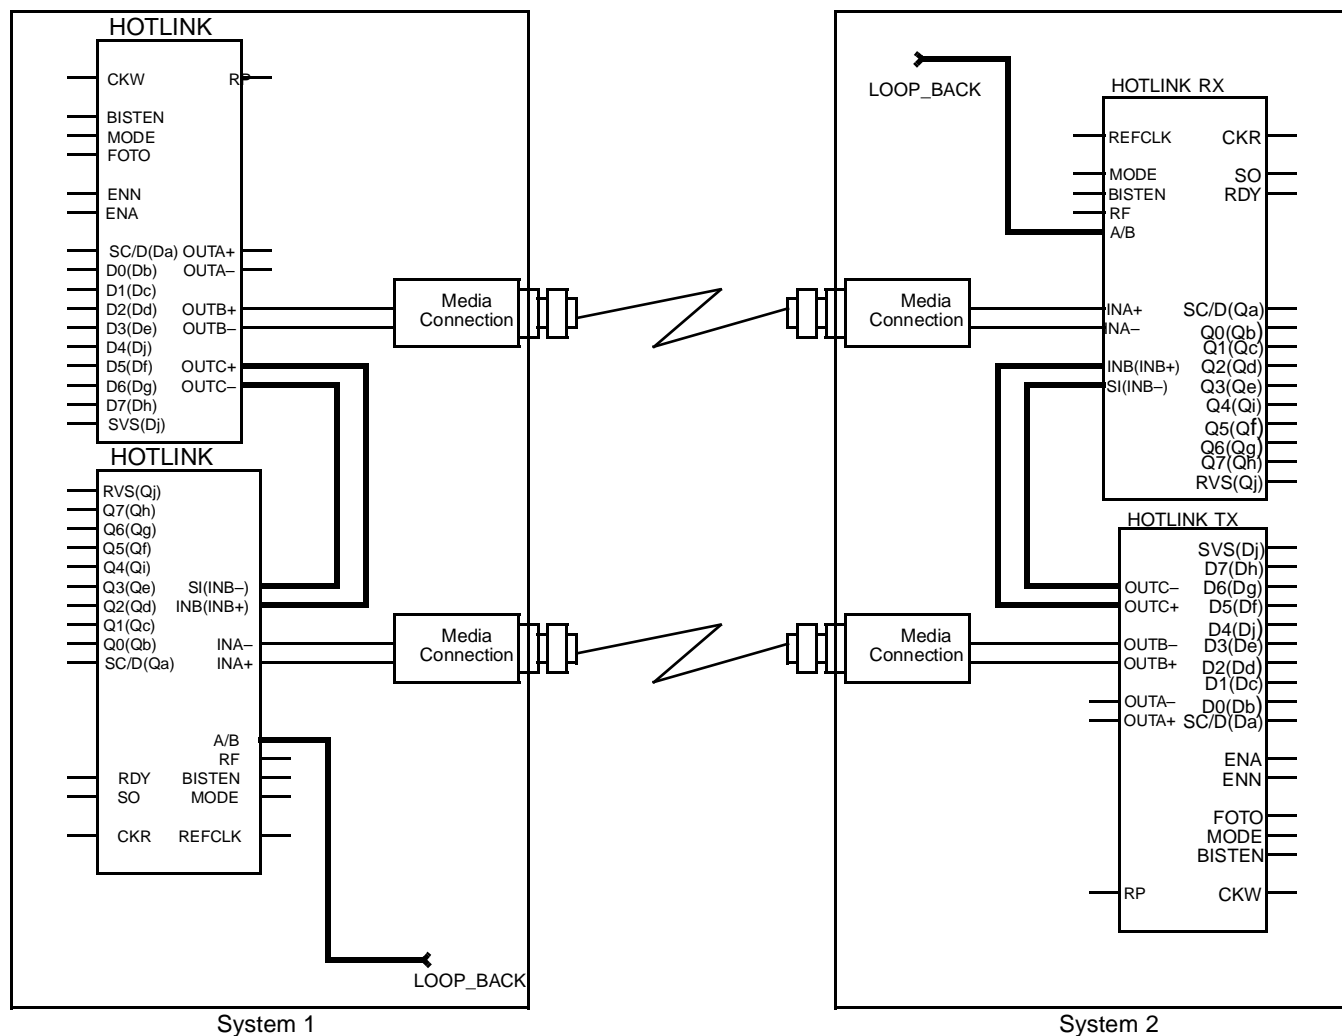 HOTLINK
CKW
RP
BISTEN
MODE
FOTO
ENN
ENA
SC/D(Da) OUTA+
D0(Db) OUTA–
D1(Dc)
D2(Dd) OUTB+
D3(De) OUTB–
D4(Dj)
D5(Df) OUTC+
D6(Dg) OUTC–
D7(Dh)
SVS(Dj)
Media
Connection
HOTLINK
RVS(Qj)
Q7(Qh)
Q6(Qg)
Q5(Qf)
Q4(Qi)
Q3(Qe) SI(INB–)
Q2(Qd) INB(INB+)
Q1(Qc)
Q0(Qb) INA–
SC/D(Qa) INA+
A/B
RF
RDY BISTEN
SO MODE
CKR REFCLK
Media
Connection
LOOP_BACK
System 1
LOOP_BACK
HOTLINK RX
REFCLK CKR
MODE SO
BISTEN RDY
RF
A/B
Media
Connection
INA+ SC/D(Qa)
INA– Q0(Qb)
Q1(Qc)
INB(INB+) Q2(Qd)
SI(INB–) Q3(Qe)
Q4(Qi)
Q5(Qf)
Q6(Qg)
Q7(Qh)
RVS(Qj)
HOTLINK TX
SVS(Dj)
D7(Dh)
OUTC– D6(Dg)
OUTC+ D5(Df)
D4(Dj)
OUTB– D3(De)
OUTB+ D2(Dd)
D1(Dc)
OUTA– D0(Db)
OUTA+ SC/D(Da)
Media
Connection
ENA
ENN
FOTO
MODE
BISTEN
RP CKW
System 2